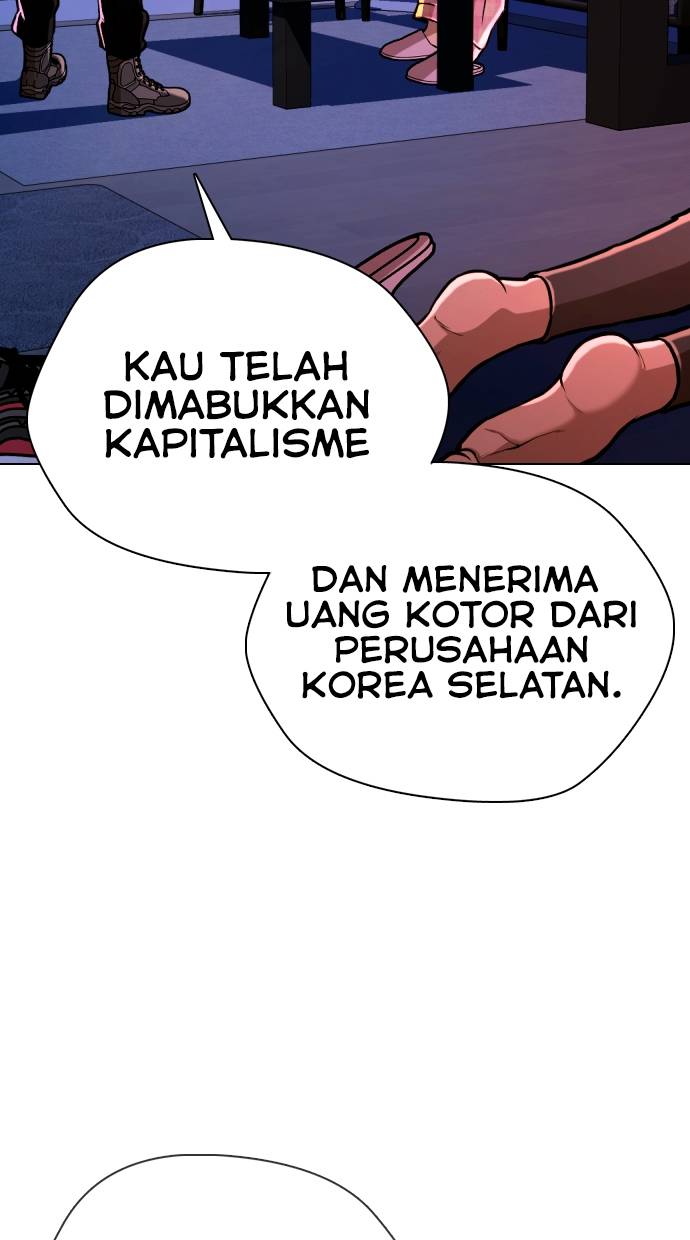 KAU TELAH
DIMABUKKAN
KAPITALISME
DAN MENERIMA
UANG KOTOR DARI
PERUSAHAAN
KOREA SELATAN.